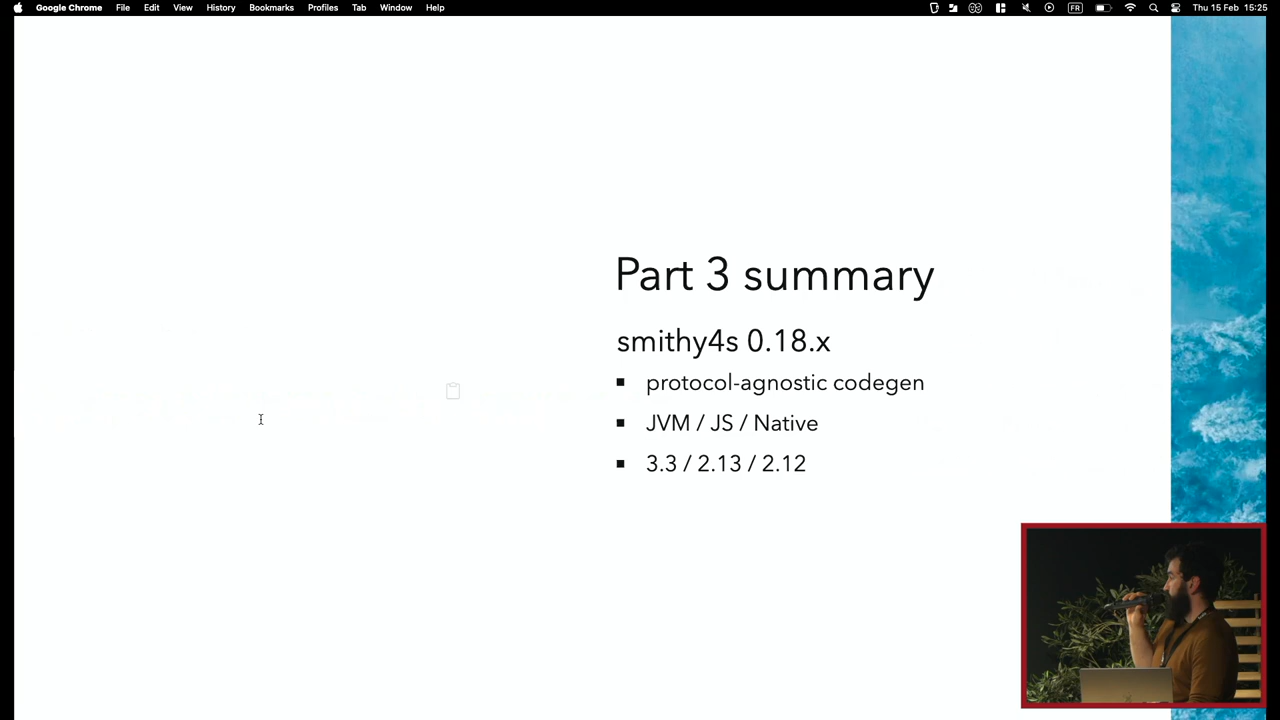 Google Chrome File Edit View History Bookmarks Profiles Tab Window Help FR Thu 15 Feb 15:25
Part 3 summary
smithy4s 0.18.x
▪ protocol-agnostic codegen
▪ JVM / JS / Native
▪ 3.3 / 2.13 / 2.12